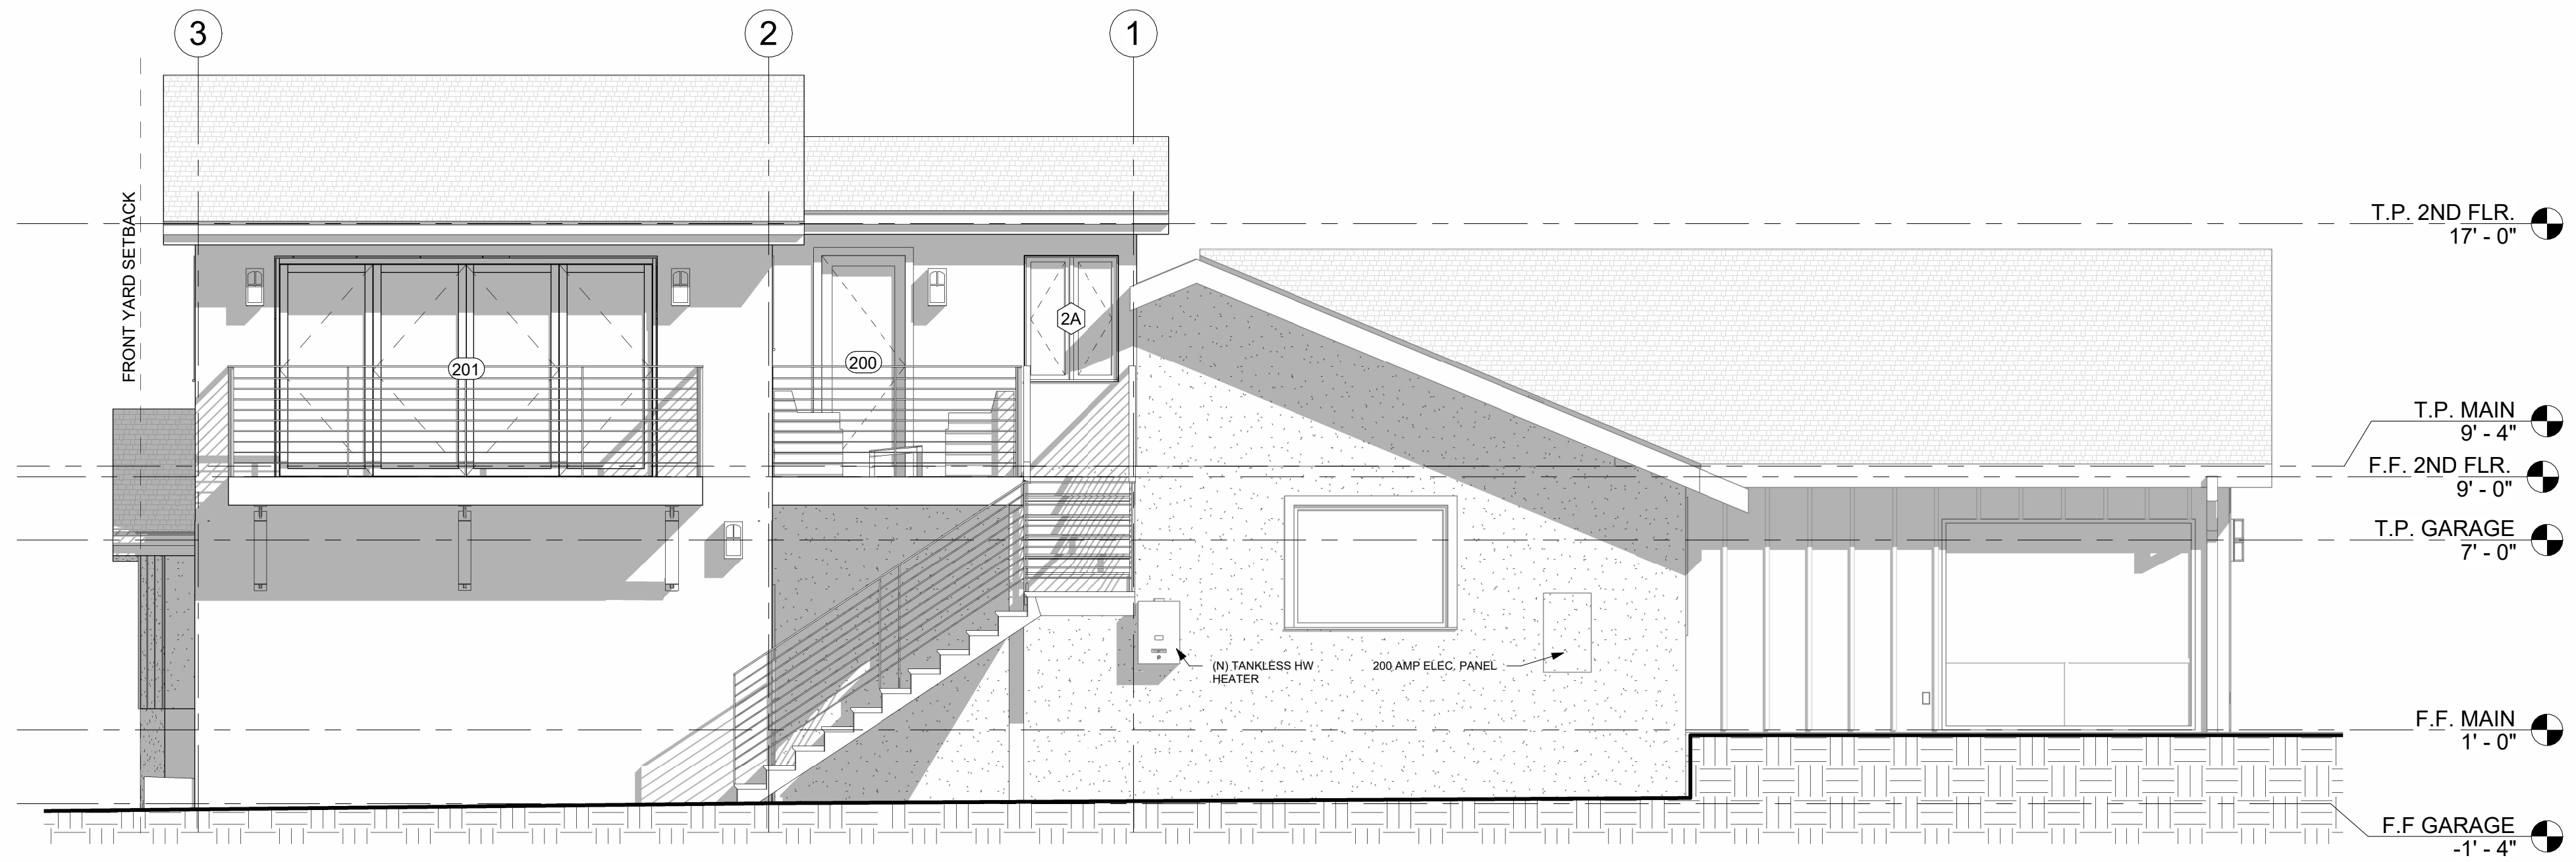 3
2
1
FRONT YARD SETBACK
T.P. 2ND FLR.
17' - 0"
2A
200
201
T.P. MAIN
9' - 4"
F.F. 2ND FLR.
9' - 0"
T.P. GARAGE
7' - 0"
(N) TANKLESS HW
HEATER
200 AMP ELEC. PANEL
F.F. MAIN
1' - 0"
F.F GARAGE
-1' - 4"